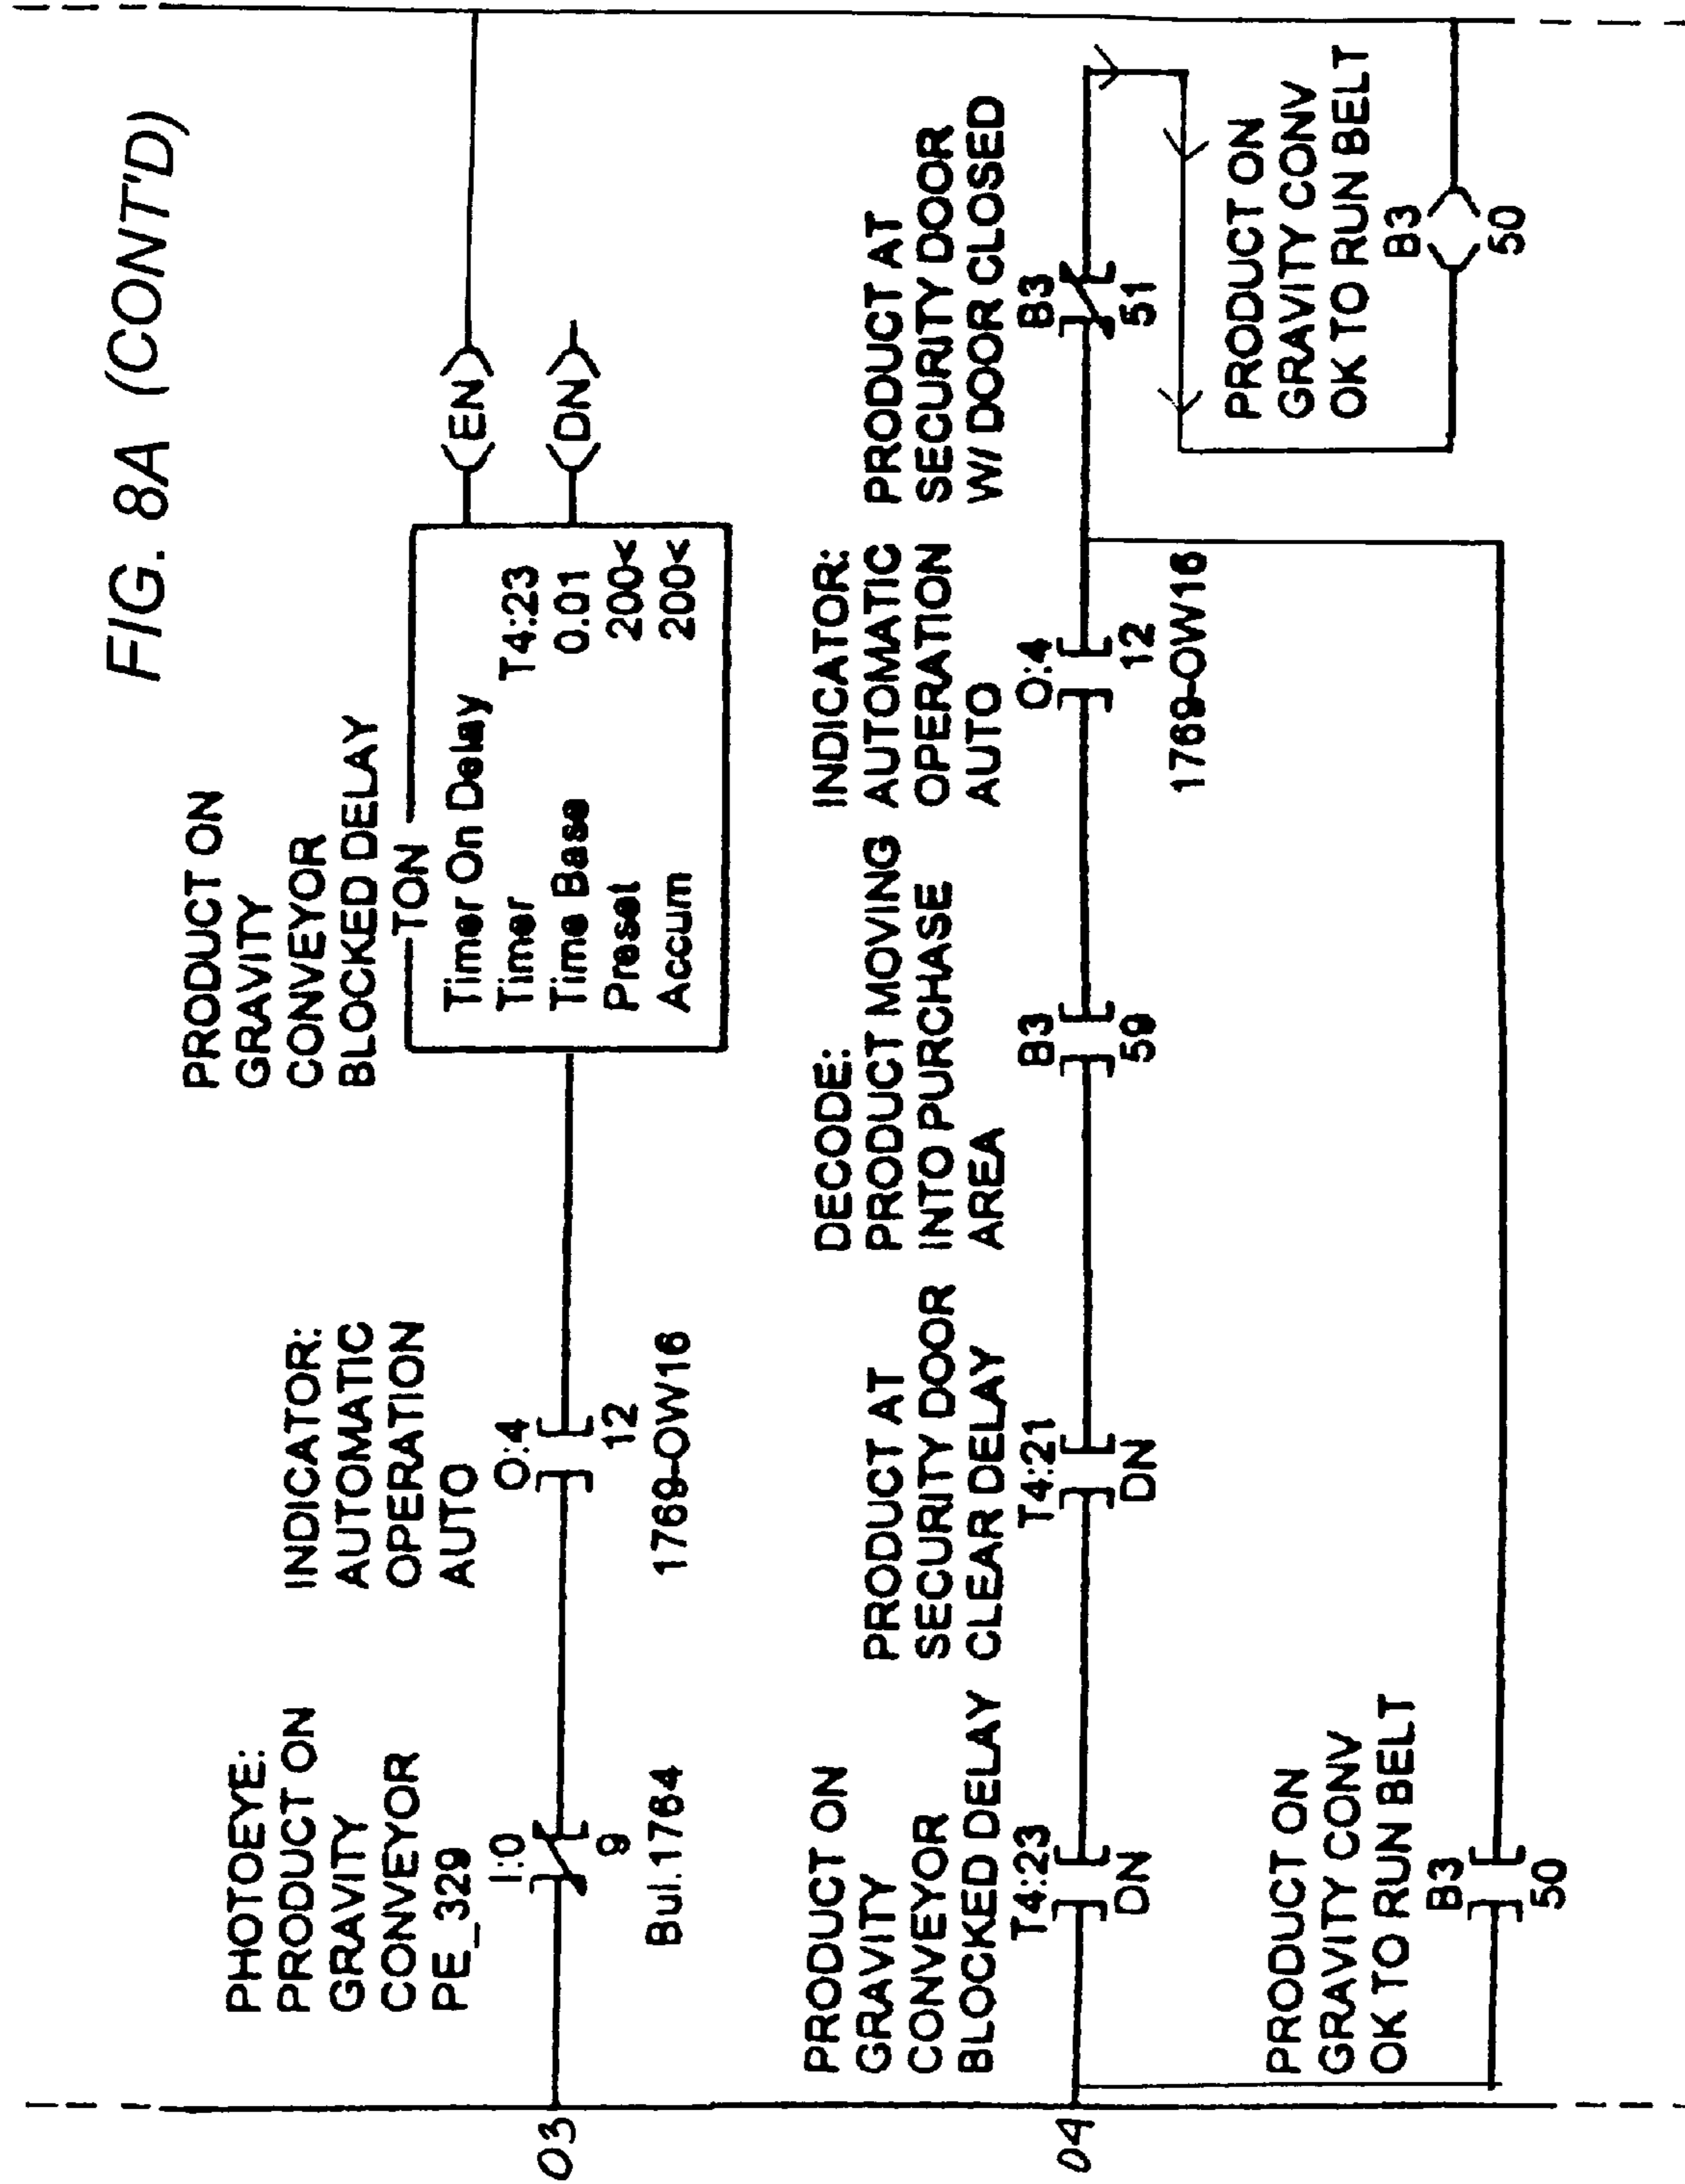 FIG. 8A (CONT'D)
PHOTOEYE:
PRODUCT ON
GRAVITY
CONVEYOR
PE_329
I:0
9
Bul.1764
INDICATOR:
AUTOMATIC
OPERATION
AUTO
O:4
12
1769-OW16
PRODUCT ON
GRAVITY
CONVEYOR
BLOCKED DELAY
TON
Timer On Delay
Timer T4:23
Time Base 0.01
Preset 200<
Accum 200<
EN
DN
03
PRODUCT ON
GRAVITY
CONVEYOR
BLOCKED DELAY
T4:23
DN
PRODUCT AT
SECURITY DOOR
CLEAR DELAY
T4:21
DN
DECODE:
PRODUCT MOVING
INTO PURCHASE
AREA
B3
59
INDICATOR:
AUTOMATIC
OPERATION
AUTO
O:4
12
1769-OW16
PRODUCT AT
SECURITY DOOR
W/ DOOR CLOSED
B3
51
04
PRODUCT ON
GRAVITY CONV
OK TO RUN BELT
B3
50
PRODUCT ON
GRAVITY CONV
OK TO RUN BELT
B3
50